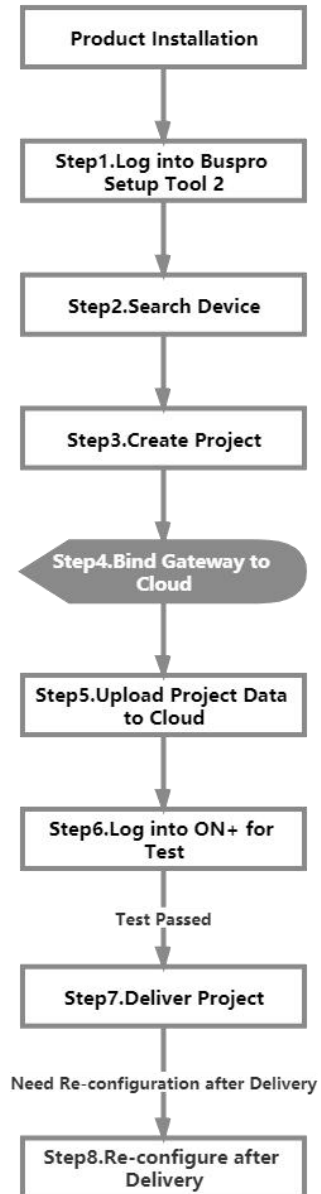 Product Installation
Step1.Log into Buspro
Setup Tool 2
Step2.Search Device
Step3.Create Project
Step4.Bind Gateway to
Cloud
Step5.Upload Project Data
to Cloud
Step6.Log into ON+ for
Test
Test Passed
Step7.Deliver Project
Need Re-configuration after Delivery
Step8.Re-configure after
Delivery